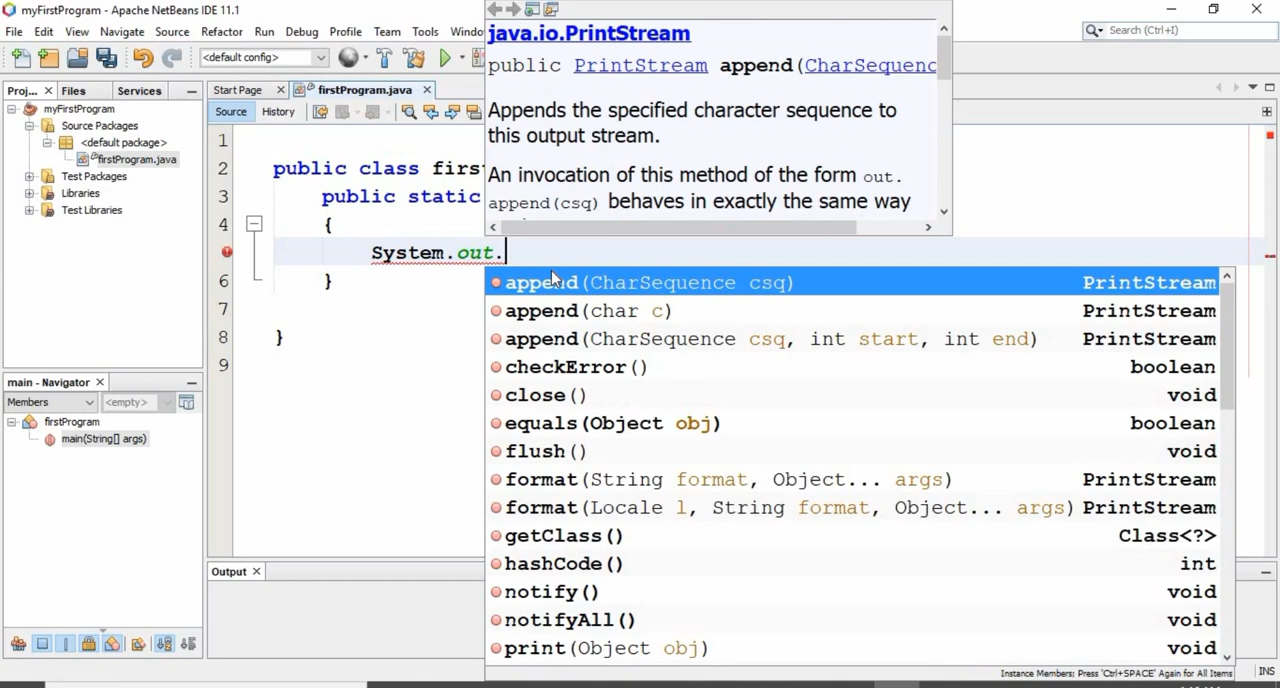 myFirstProgram - Apache NetBeans IDE 11.1
File Edit View Navigate Source Refactor Run Debug Profile Team Tools Windo
<default config>
Search (Ctrl+I)
java.io.PrintStream
public PrintStream append(CharSequenc
Appends the specified character sequence to
this output stream.
An invocation of this method of the form out.
append(csq) behaves in exactly the same way
Proj... Files Services
myFirstProgram
Source Packages
<default package>
firstProgram.java
Test Packages
Libraries
Test Libraries
Start Page firstProgram.java
Source History
1
2 public class firs
3 public static
4 {
System.out.
6 }
7
8 }
9
append(CharSequence csq) PrintStream
append(char c) PrintStream
append(CharSequence csq, int start, int end) PrintStream
checkError() boolean
close() void
equals(Object obj) boolean
flush() void
format(String format, Object... args) PrintStream
format(Locale l, String format, Object... args) PrintStream
getClass() Class<?>
hashCode() int
notify() void
notifyAll() void
print(Object obj) void
Instance Members; Press 'Ctrl+SPACE' Again for All Items
main - Navigator
Members <empty>
firstProgram
main(String[] args)
Output
INS